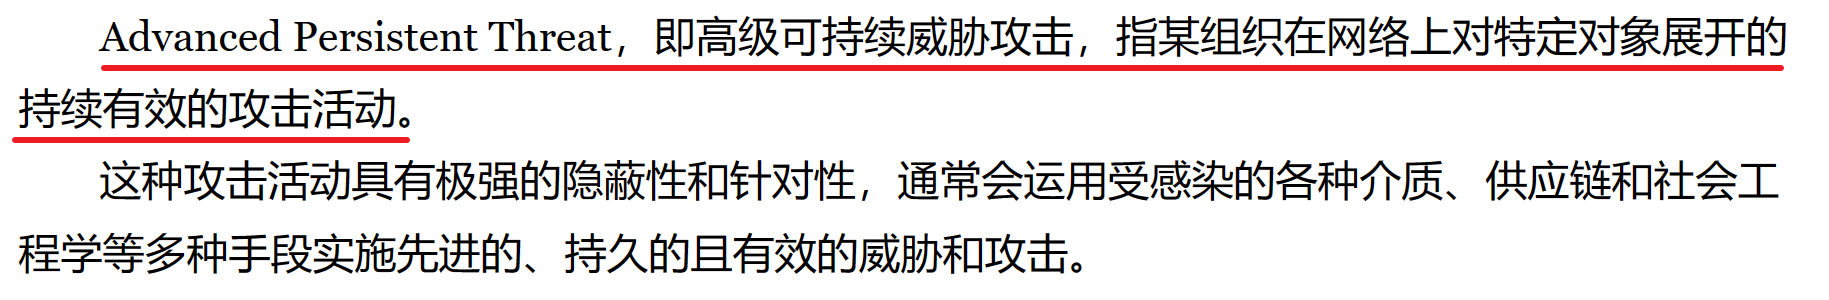 Advanced Persistent Threat，即高级可持续威胁攻击，指某组织在网络上对特定对象展开的
持续有效的攻击活动。
这种攻击活动具有极强的隐蔽性和针对性，通常会运用受感染的各种介质、供应链和社会工
程学等多种手段实施先进的、持久的且有效的威胁和攻击。